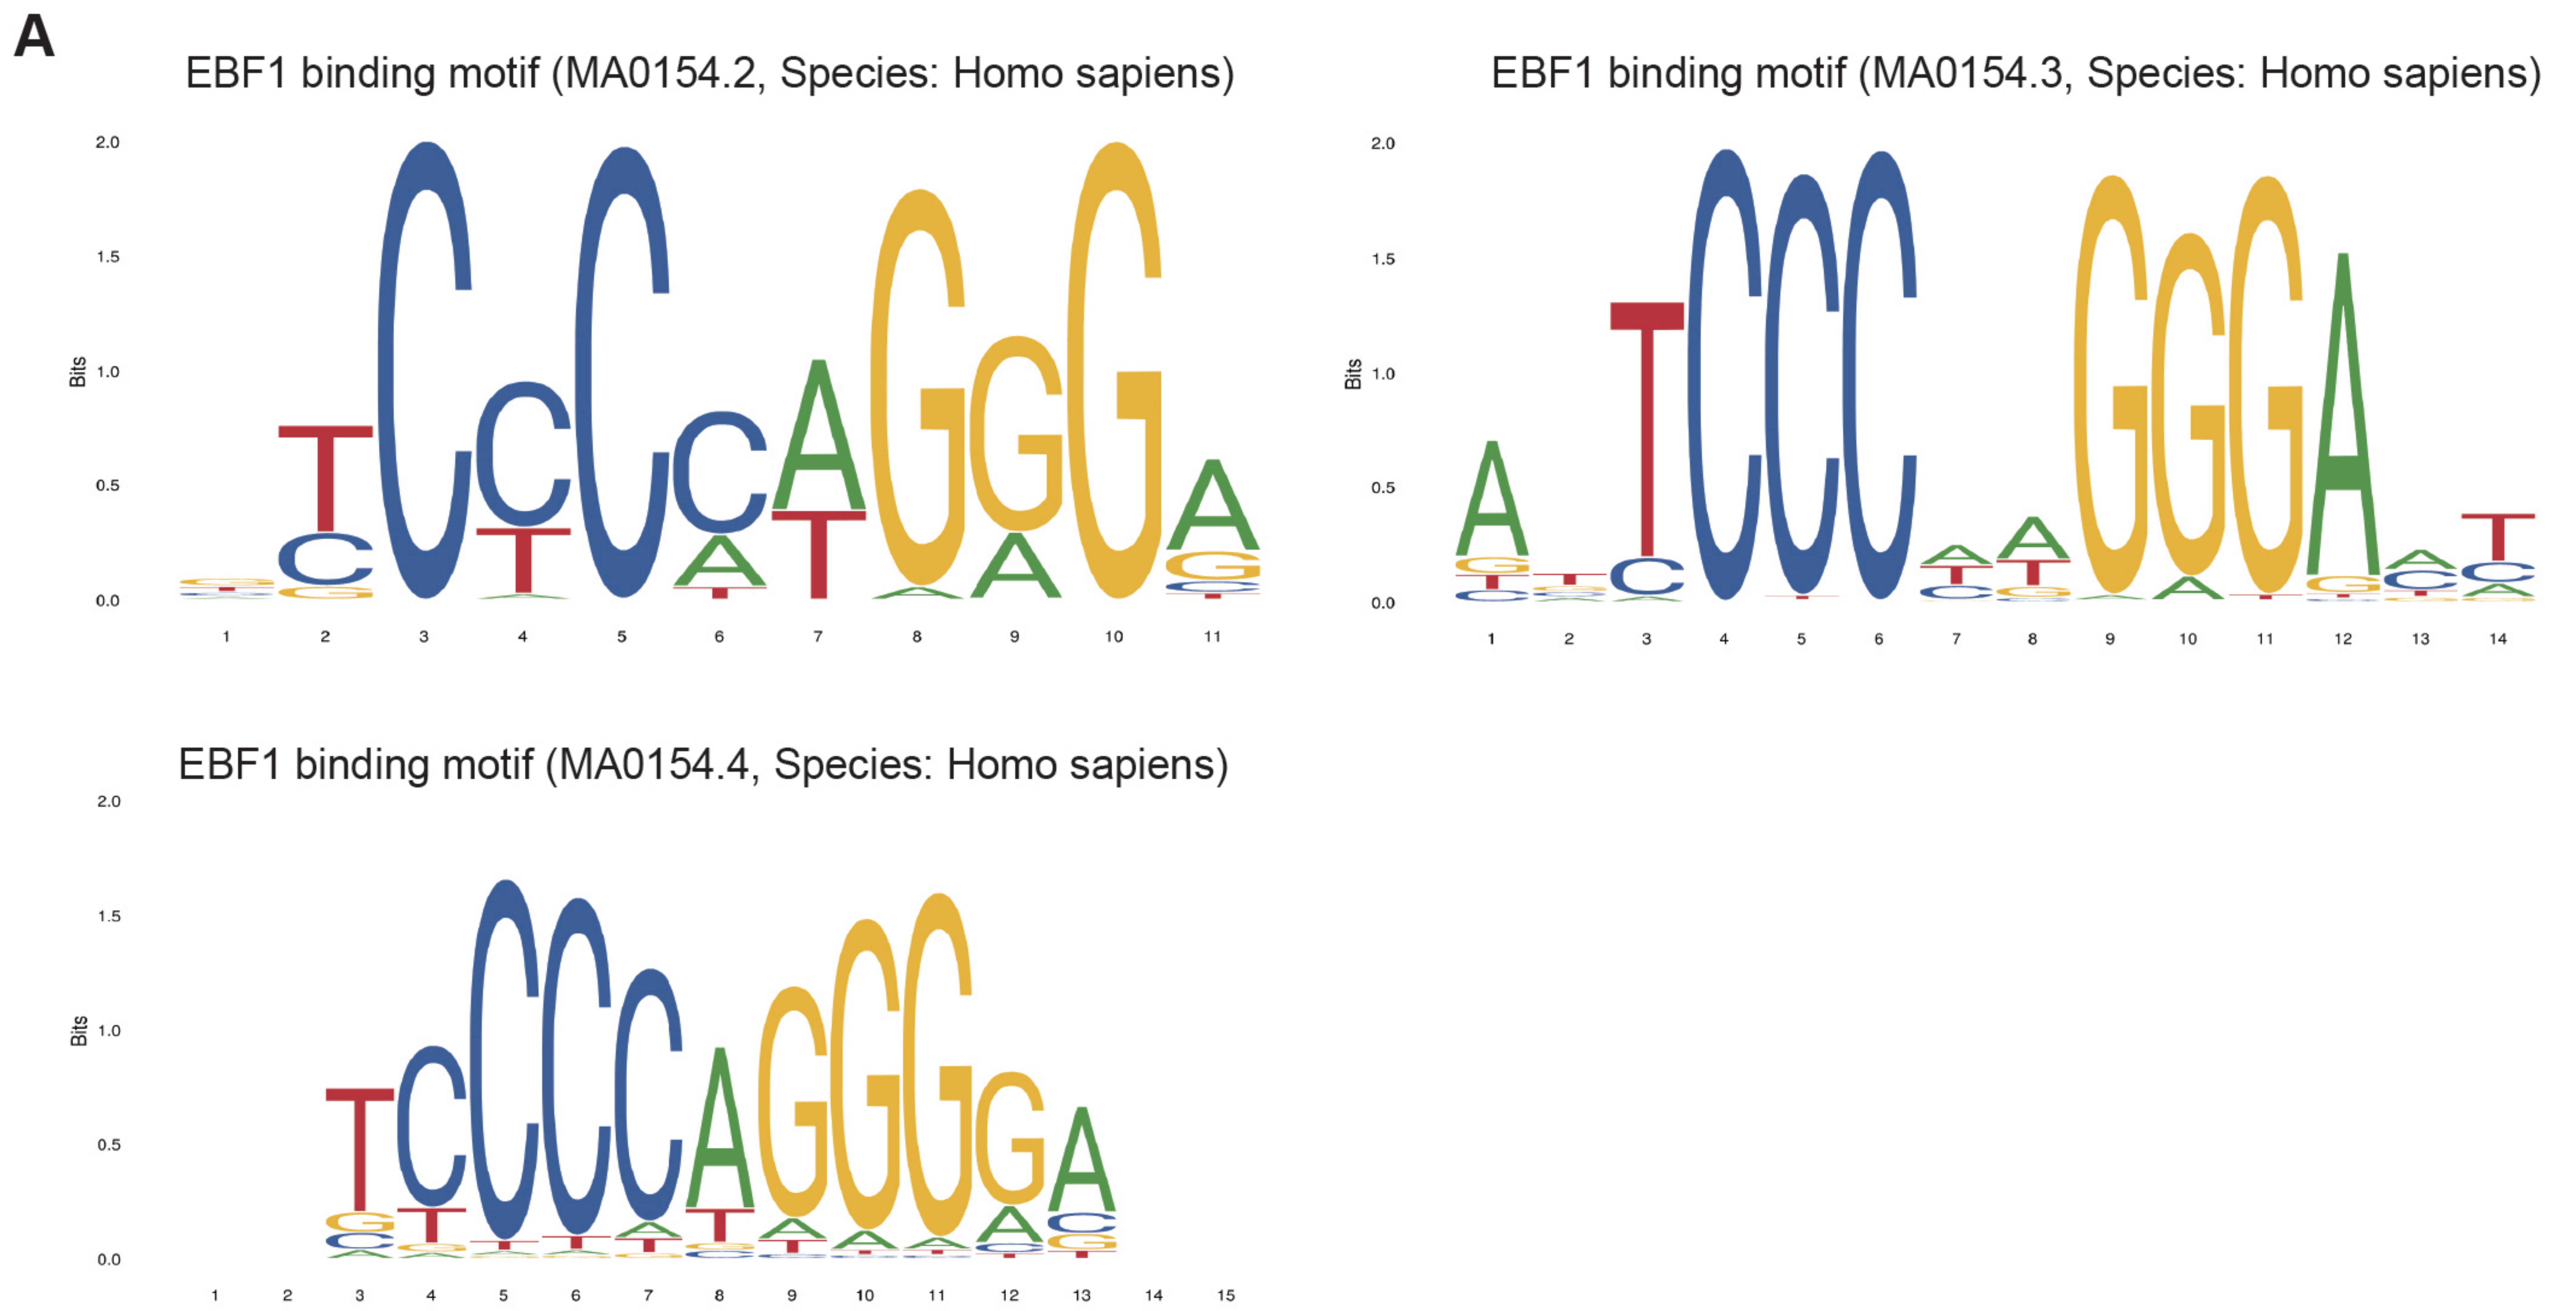 A
EBF1 binding motif (MA0154.2, Species: Homo sapiens)
2.0
1.5
1.0
0.5
0.0
Bits
1 2 3 4 5 6 7 8 9 10 11
EBF1 binding motif (MA0154.3, Species: Homo sapiens)
2.0
1.5
1.0
0.5
0.0
Bits
1 2 3 4 5 6 7 8 9 10 11 12 13 14
EBF1 binding motif (MA0154.4, Species: Homo sapiens)
2.0
1.5
1.0
0.5
0.0
Bits
1 2 3 4 5 6 7 8 9 10 11 12 13 14 15